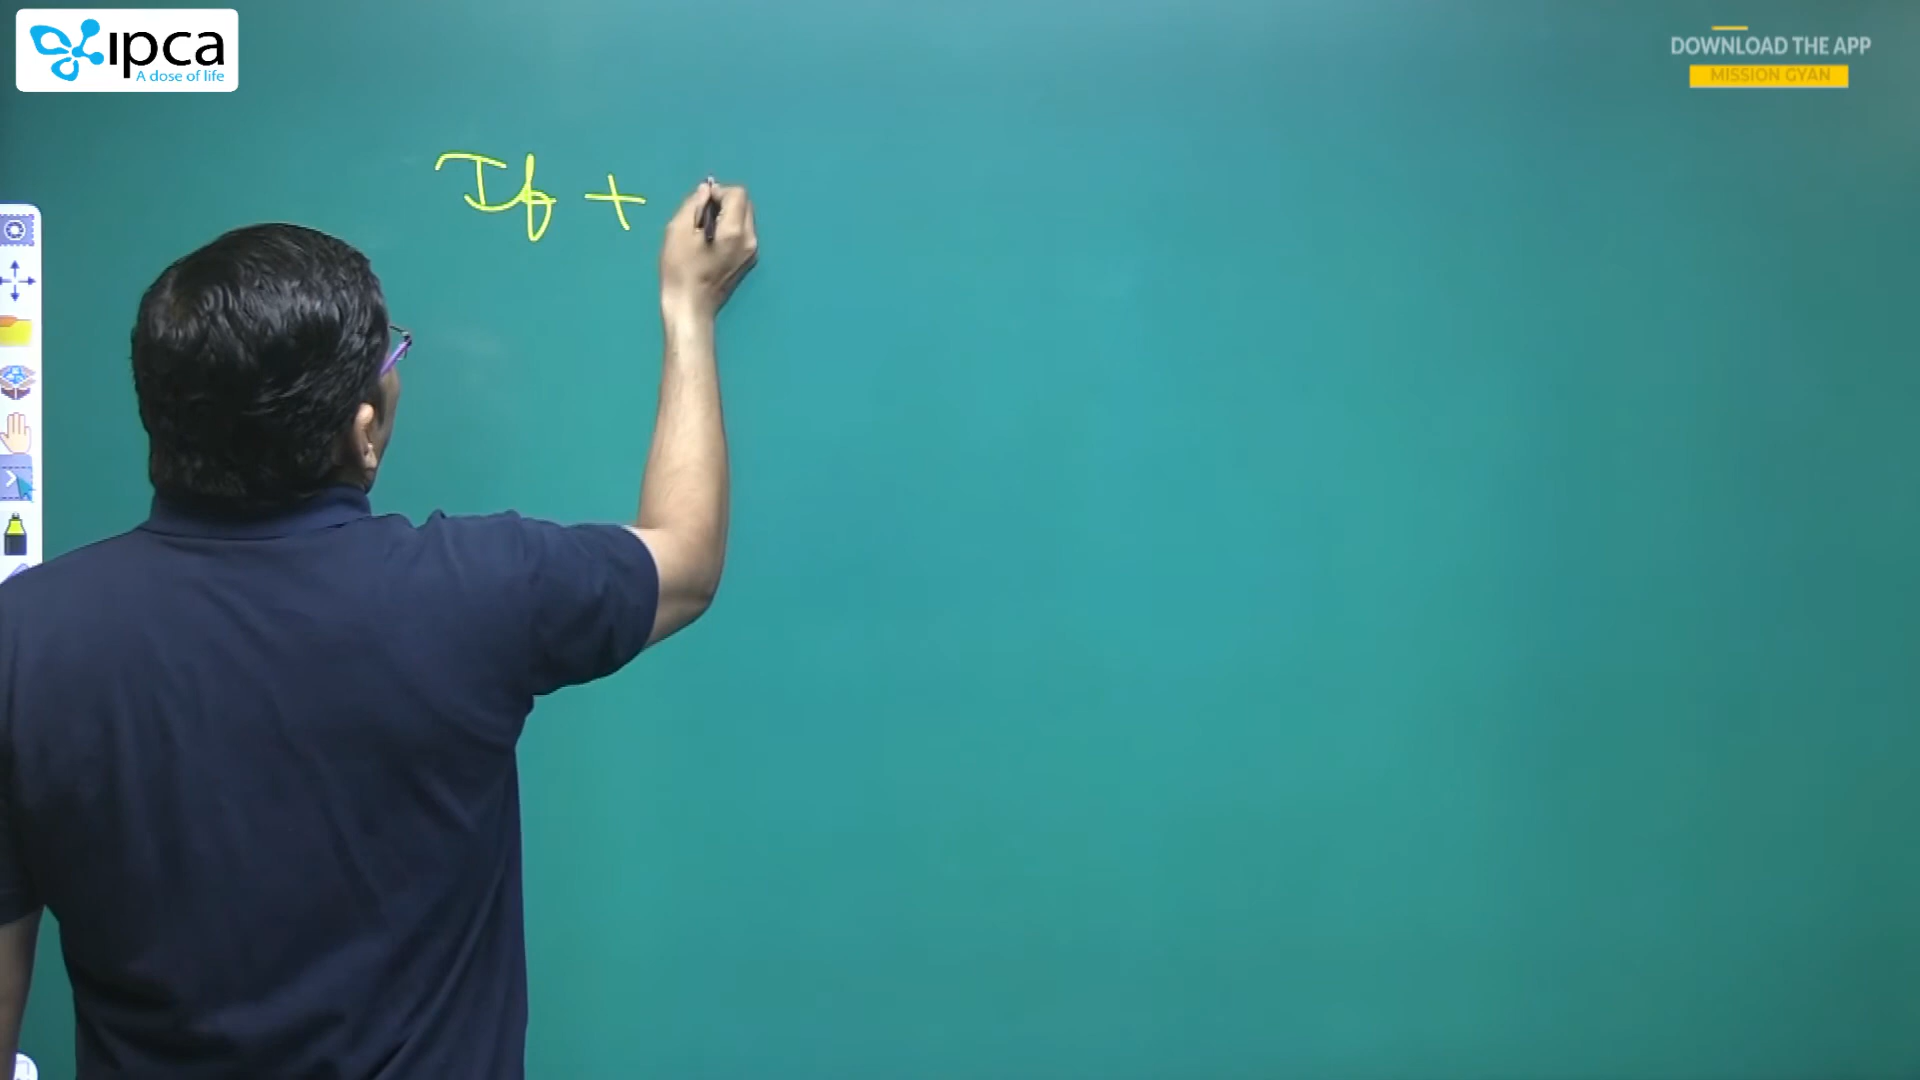 ipca
A dose of life
DOWNLOAD THE APP
MISSION GYAN
If +